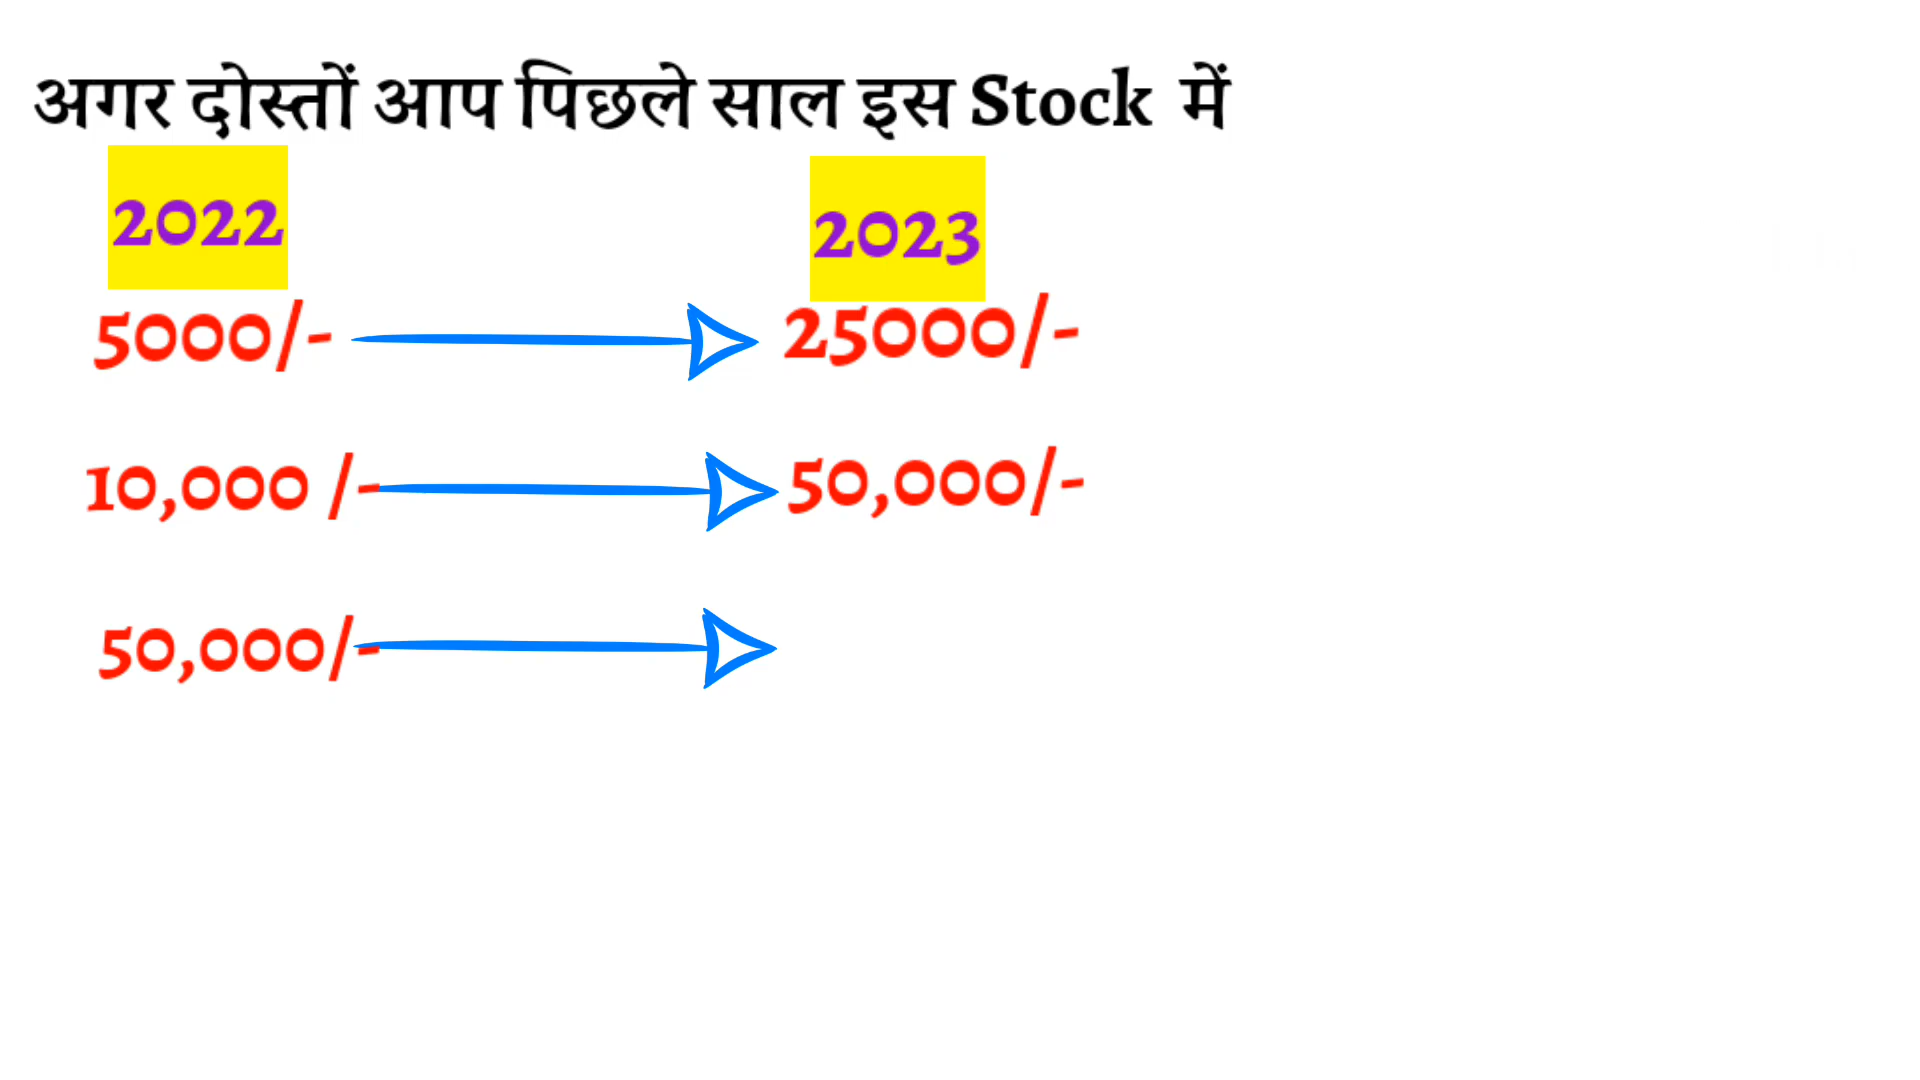 अगर दोस्तों आप पिछले साल इस Stock में
2022 2023
5000/- 25000/-
10,000 /- 50,000/-
50,000/-